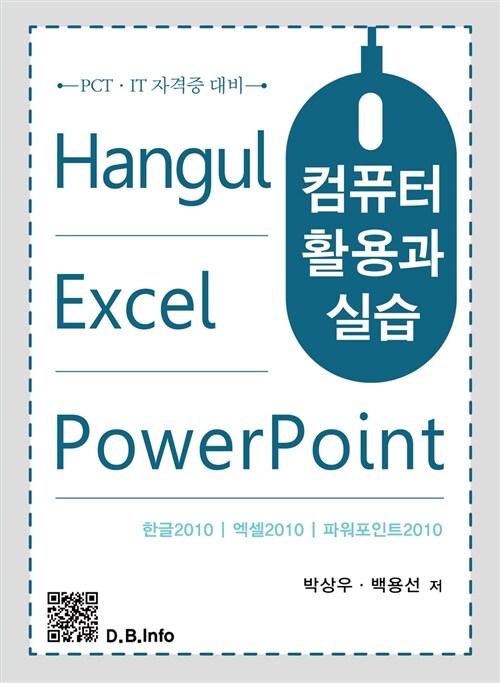 PCT · IT 자격증 대비
Hangul
컴퓨터
활용과
실습
Excel
PowerPoint
한글2010 | 엑셀2010 | 파워포인트2010
박상우 · 백용선 저
D.B.Info